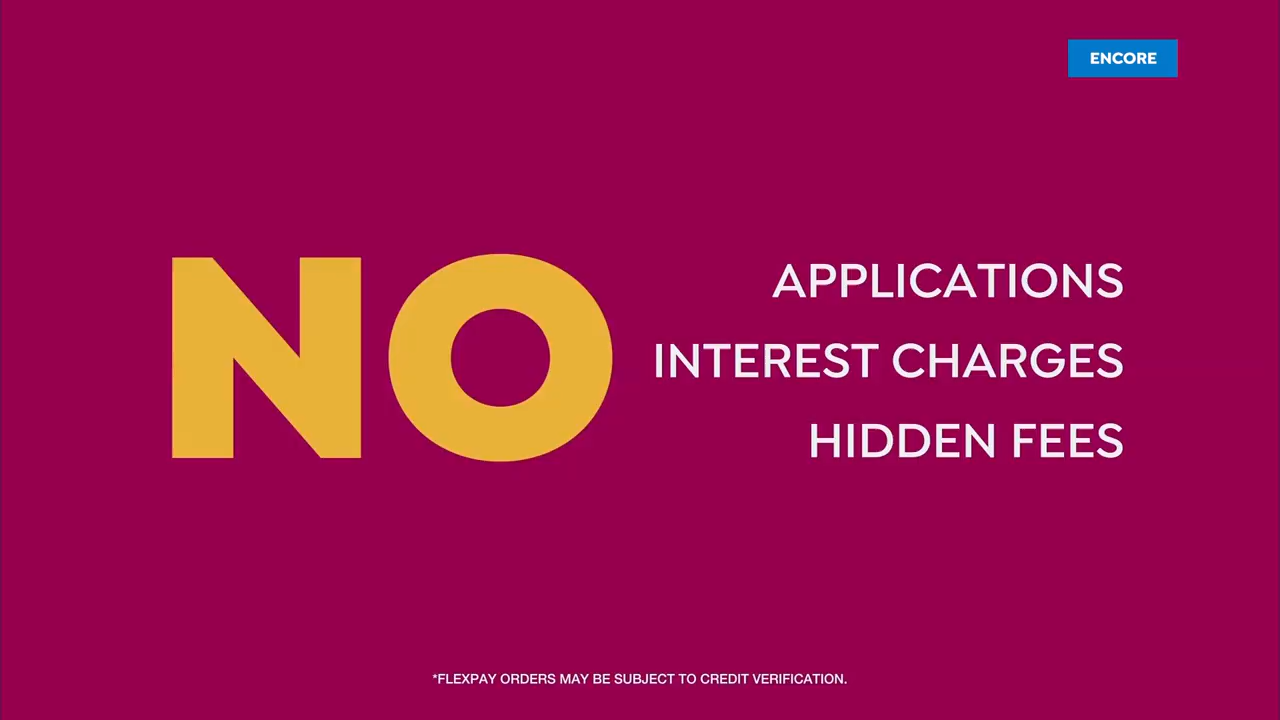 ENCORE
NO
APPLICATIONS
INTEREST CHARGES
HIDDEN FEES
*FLEXPAY ORDERS MAY BE SUBJECT TO CREDIT VERIFICATION.